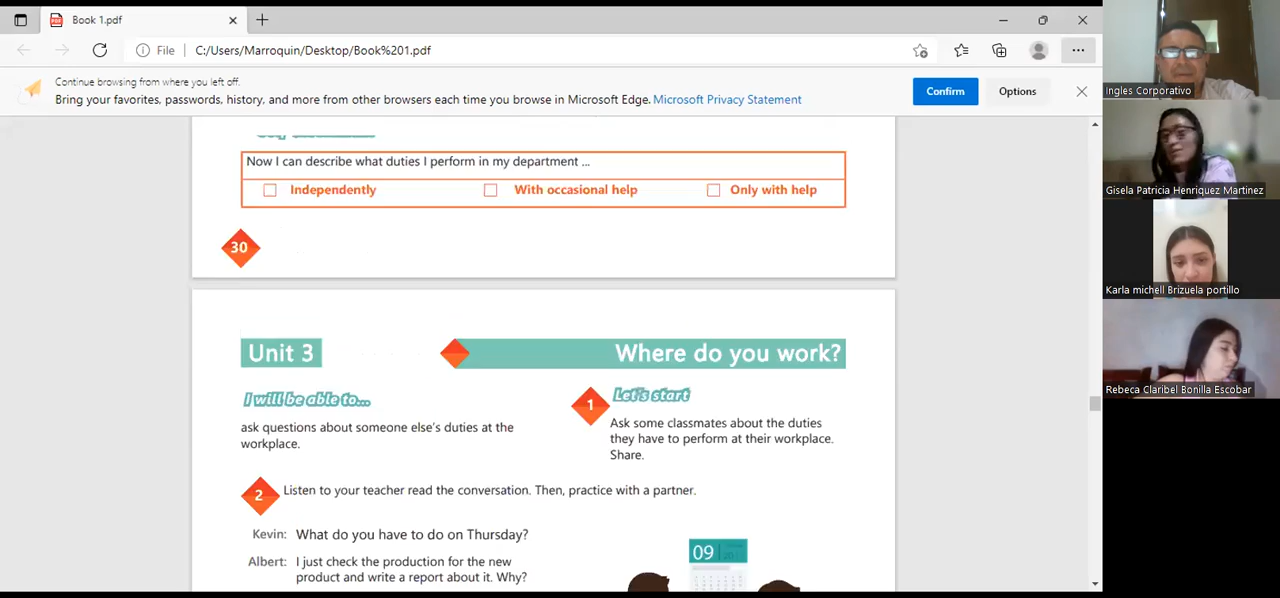 Book 1.pdf
File
C:/Users/Marroquin/Desktop/Book%201.pdf
Continue browsing from where you left off.
Bring your favorites, passwords, history, and more from other browsers each time you browse in Microsoft Edge. Microsoft Privacy Statement
Confirm
Options
Now I can describe what duties I perform in my department ...
Independently
With occasional help
Only with help
30
Unit 3
Where do you work?
I will be able to...
ask questions about someone else's duties at the
workplace.
1
Let's start
Ask some classmates about the duties
they have to perform at their workplace.
Share.
2
Listen to your teacher read the conversation. Then, practice with a partner.
Kevin: What do you have to do on Thursday?
Albert: I just check the production for the new
product and write a report about it. Why?
09
Ingles Corporativo
Gisela Patricia Henriquez Martinez
Karla michell Brizuela portillo
Rebeca Claribel Bonilla Escobar